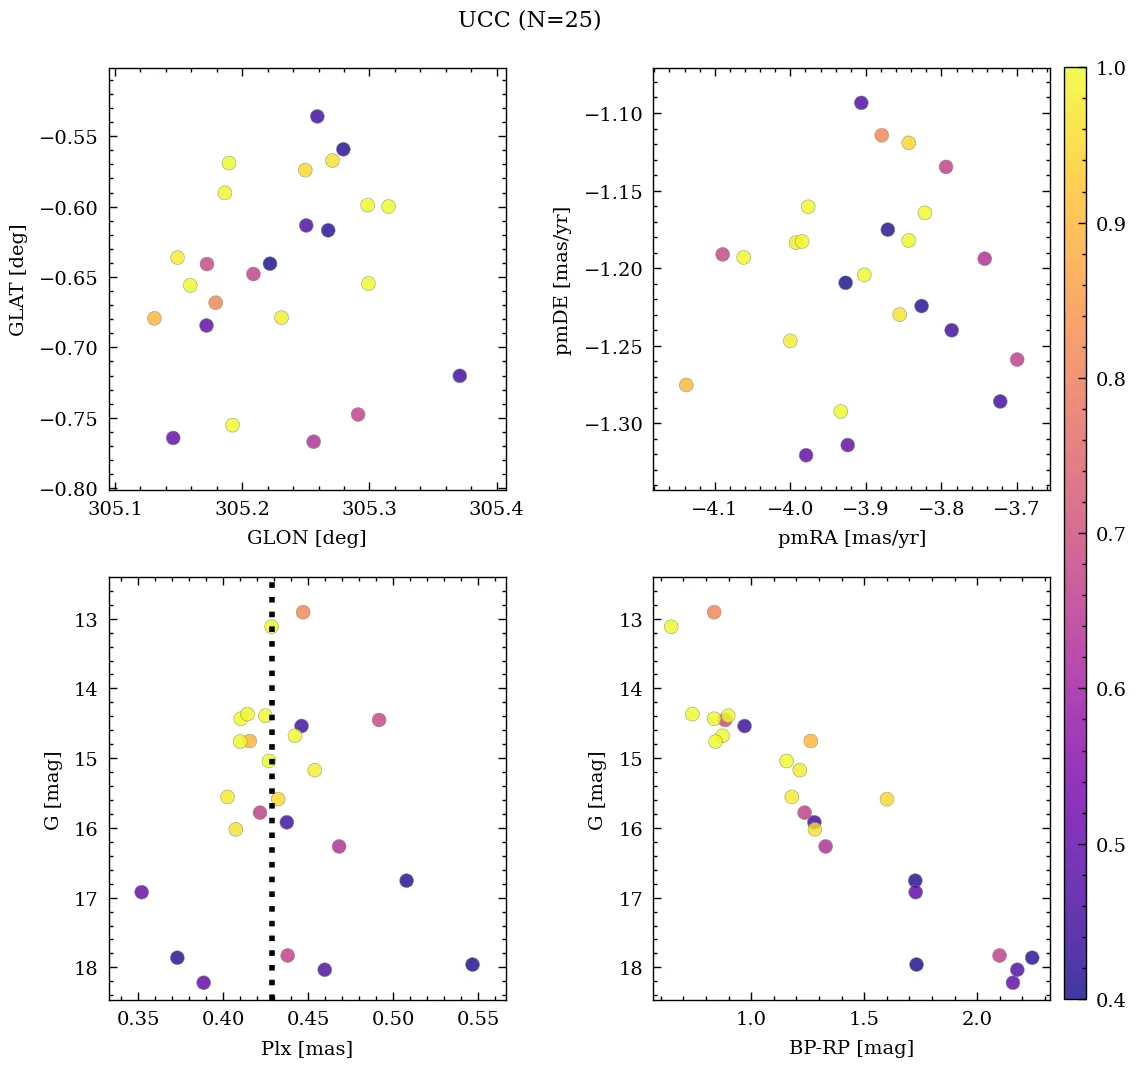 UCC (N=25)
−0.55
−0.60
−0.65
−0.70
−0.75
−0.80
GLAT [deg]
305.1 305.2 305.3 305.4
GLON [deg]
−1.10
−1.15
−1.20
−1.25
−1.30
pmDE [mas/yr]
−4.1 −4.0 −3.9 −3.8 −3.7
pmRA [mas/yr]
13
14
15
16
17
18
G [mag]
0.35 0.40 0.45 0.50 0.55
Plx [mas]
13
14
15
16
17
18
G [mag]
1.0 1.5 2.0
BP-RP [mag]
1.0
0.9
0.8
0.7
0.6
0.5
0.4